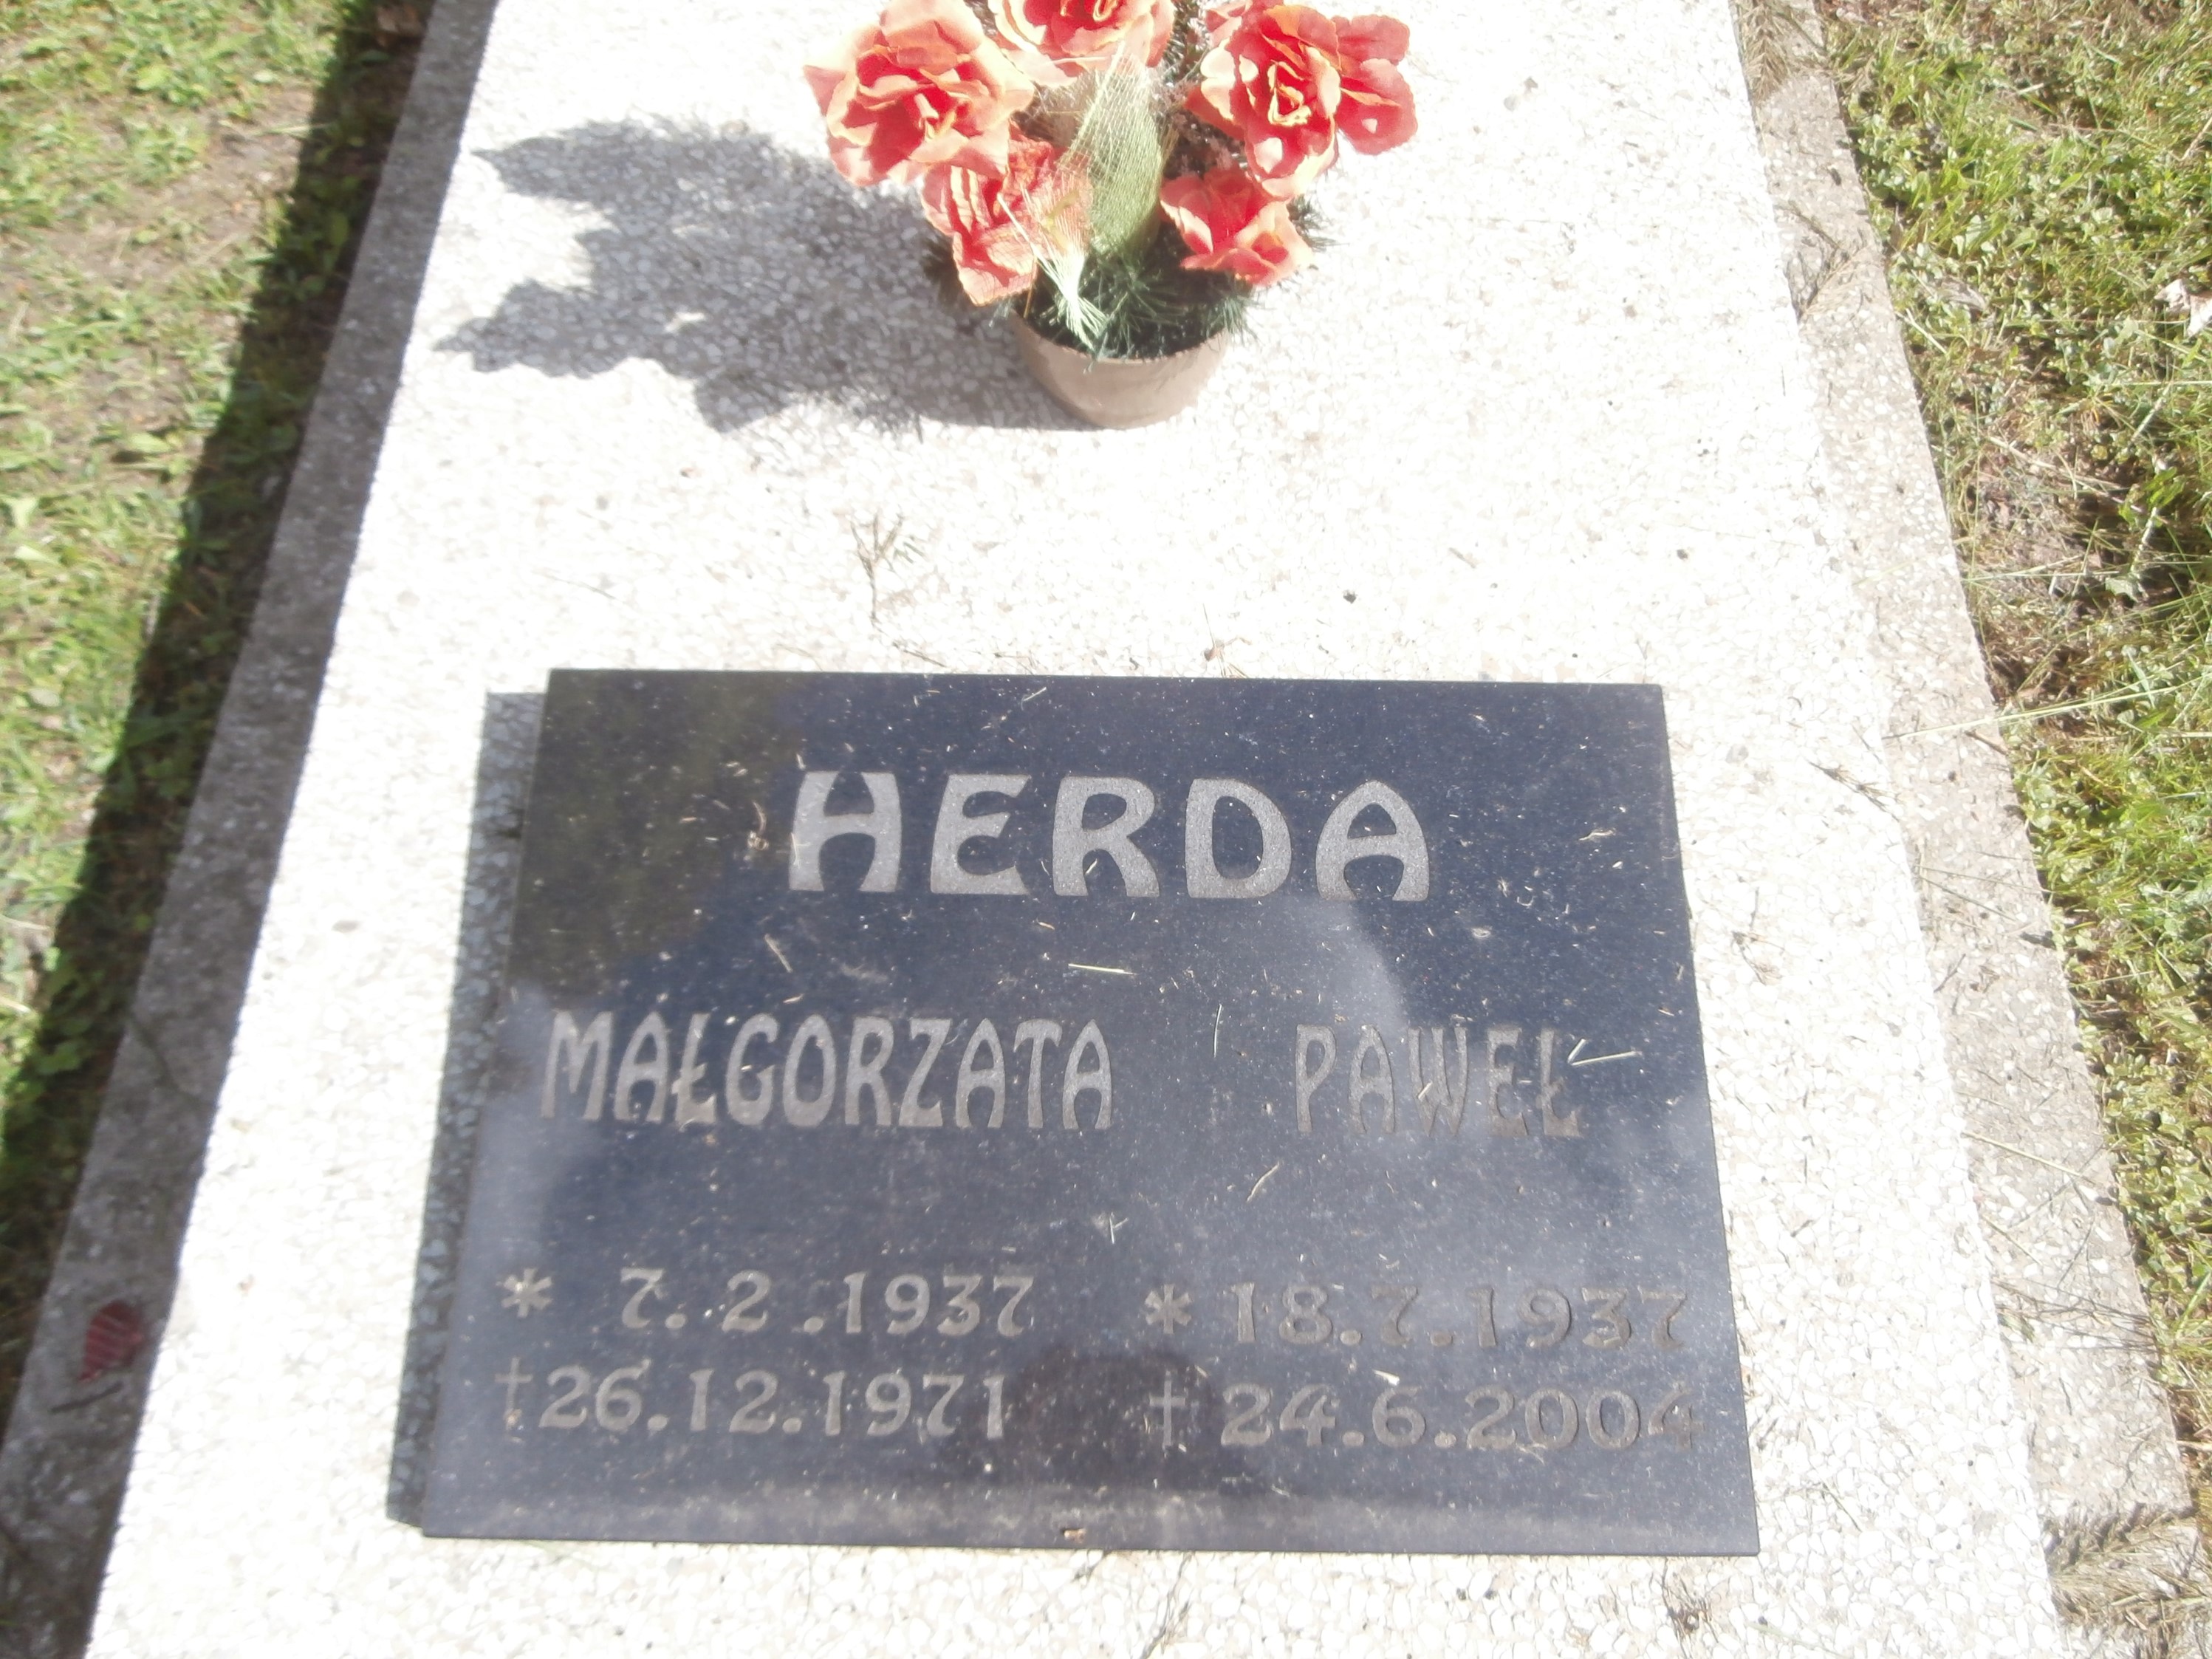 HERDA
MAŁGORZATA PAWEŁ
* 7.2.1937 * 18.7.1937
†26.12.1971 † 24.6.2004